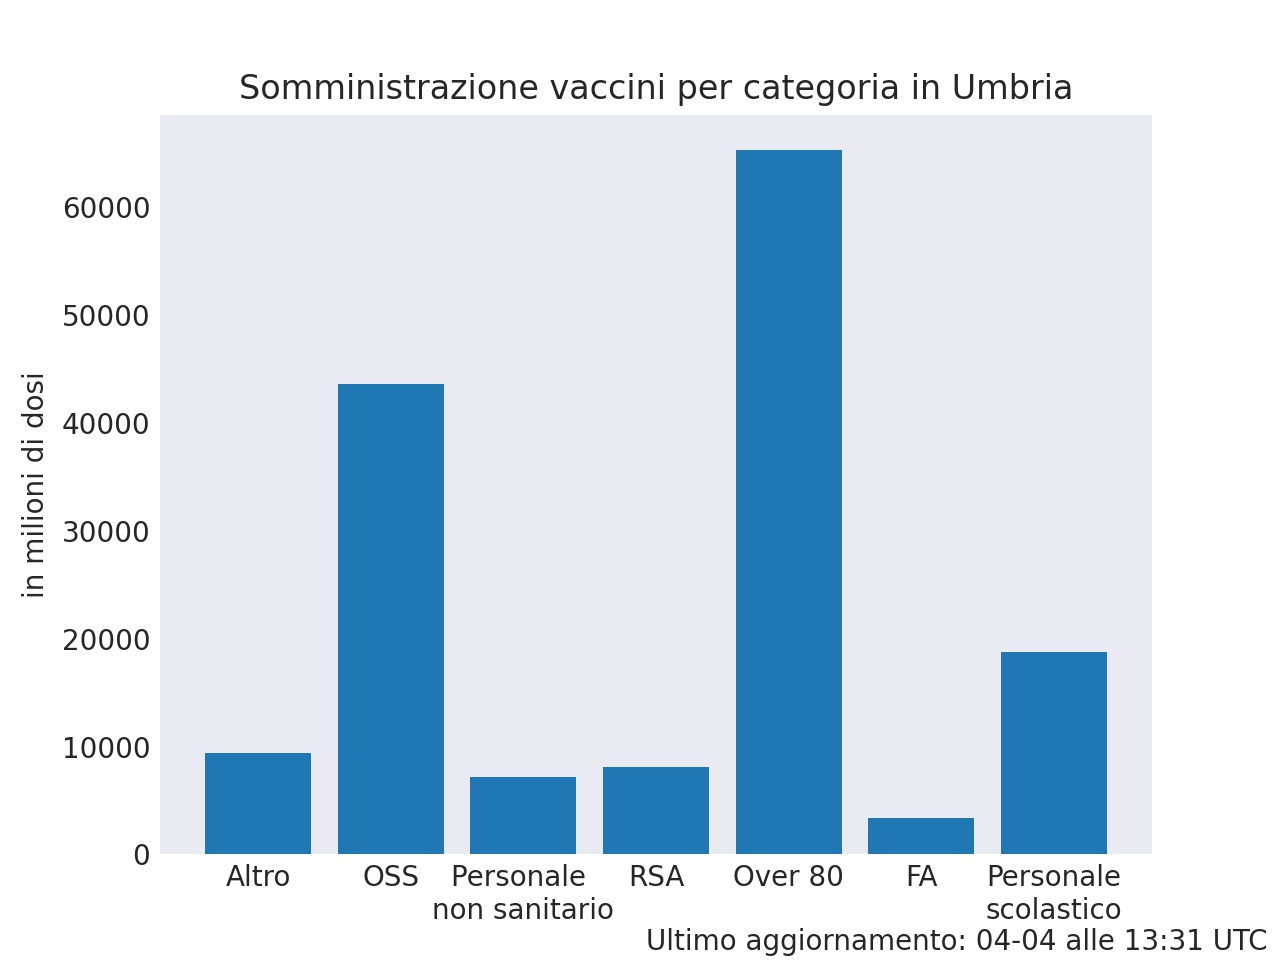 Somministrazione vaccini per categoria in Umbria
in milioni di dosi
60000
50000
40000
30000
20000
10000
0
Altro
OSS
Personale
non sanitario
RSA
Over 80
FA
Personale
scolastico
Ultimo aggiornamento: 04-04 alle 13:31 UTC